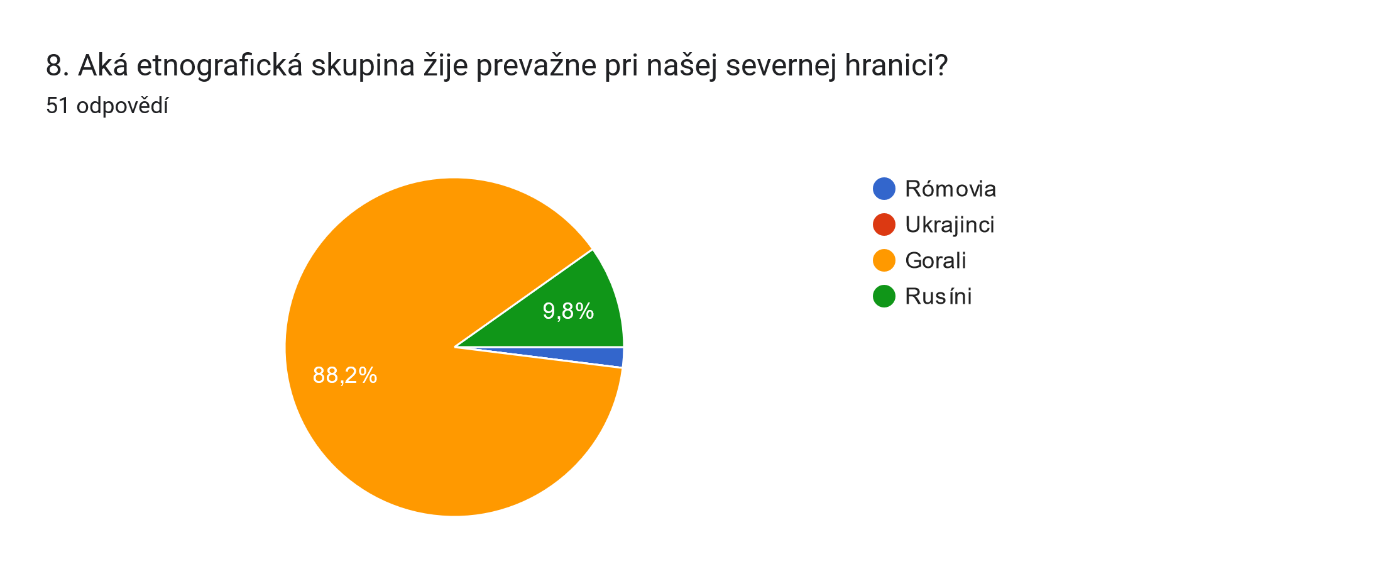 8. Aká etnografická skupina žije prevažne pri našej severnej hranici?
51 odpovědí
Rómovia
Ukrajinci
Gorali
Rusíni
9,8%
88,2%